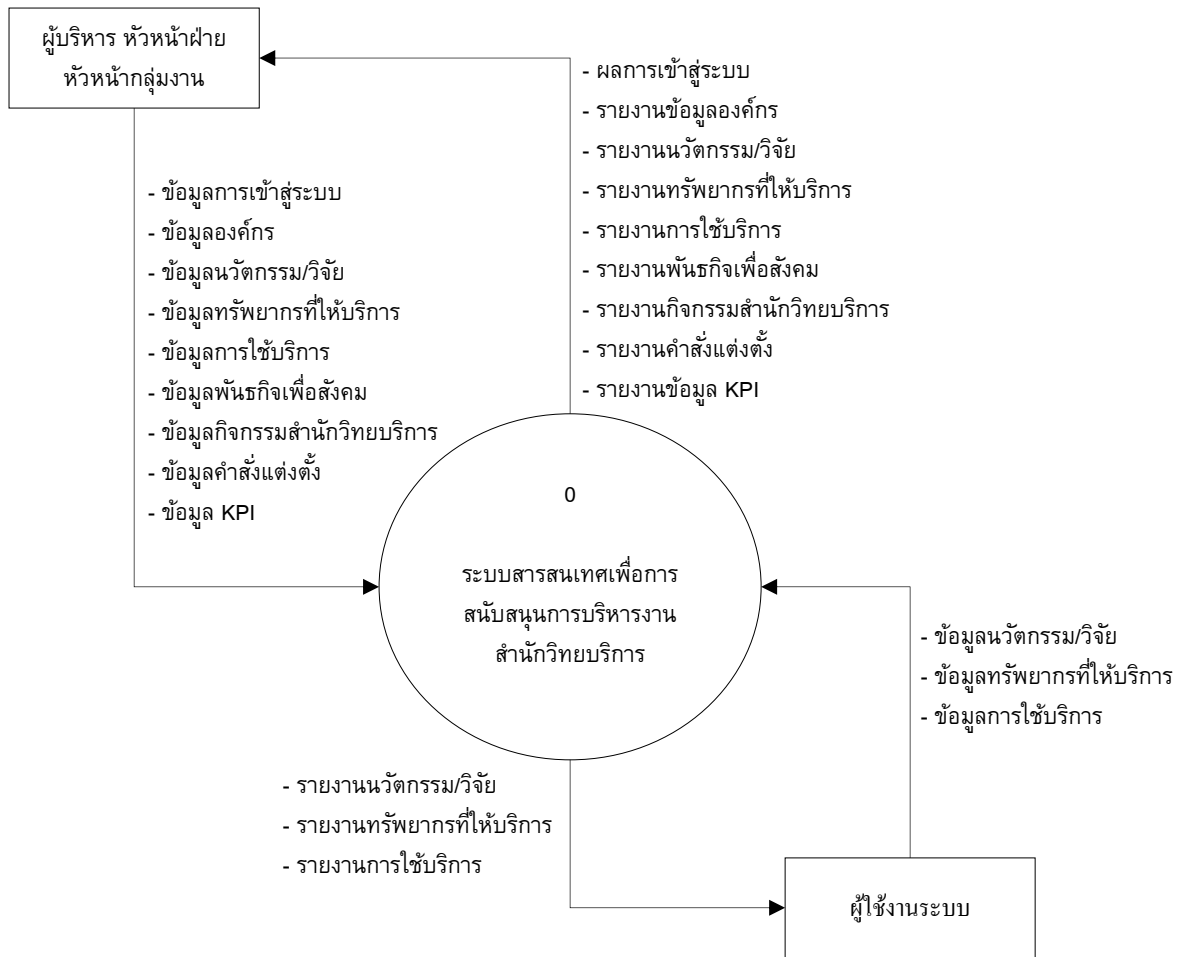 ผู้บริหาร หัวหน้าฝ่าย
หัวหน้ากลุ่มงาน
- ผลการเข้าสู่ระบบ
- รายงานข้อมูลองค์กร
- รายงานนวัตกรรม/วิจัย
- รายงานทรัพยากรที่ให้บริการ
- รายงานการใช้บริการ
- รายงานพันธกิจเพื่อสังคม
- รายงานกิจกรรมสำนักวิทยบริการ
- รายงานคำสั่งแต่งตั้ง
- รายงานข้อมูล KPI
- ข้อมูลการเข้าสู่ระบบ
- ข้อมูลองค์กร
- ข้อมูลนวัตกรรม/วิจัย
- ข้อมูลทรัพยากรที่ให้บริการ
- ข้อมูลการใช้บริการ
- ข้อมูลพันธกิจเพื่อสังคม
- ข้อมูลกิจกรรมสำนักวิทยบริการ
- ข้อมูลคำสั่งแต่งตั้ง
- ข้อมูล KPI
0
ระบบสารสนเทศเพื่อการ
สนับสนุนการบริหารงาน
สำนักวิทยบริการ
- ข้อมูลนวัตกรรม/วิจัย
- ข้อมูลทรัพยากรที่ให้บริการ
- ข้อมูลการใช้บริการ
- รายงานนวัตกรรม/วิจัย
- รายงานทรัพยากรที่ให้บริการ
- รายงานการใช้บริการ
ผู้ใช้งานระบบ